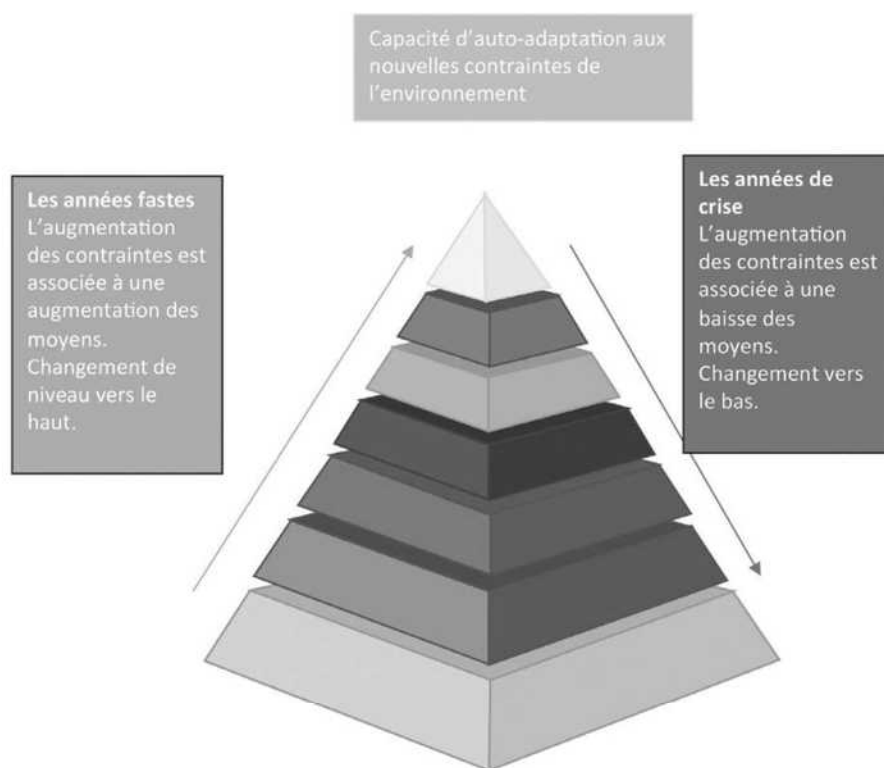 Capacité d'auto-adaptation aux
nouvelles contraintes de
l'environnement
Les années fastes
L'augmentation
des contraintes est
associée à une
augmentation des
moyens.
Changement de
niveau vers le
haut.
Les années de
crise
L'augmentation
des contraintes est
associée à une
baisse des
moyens.
Changement vers
le bas.